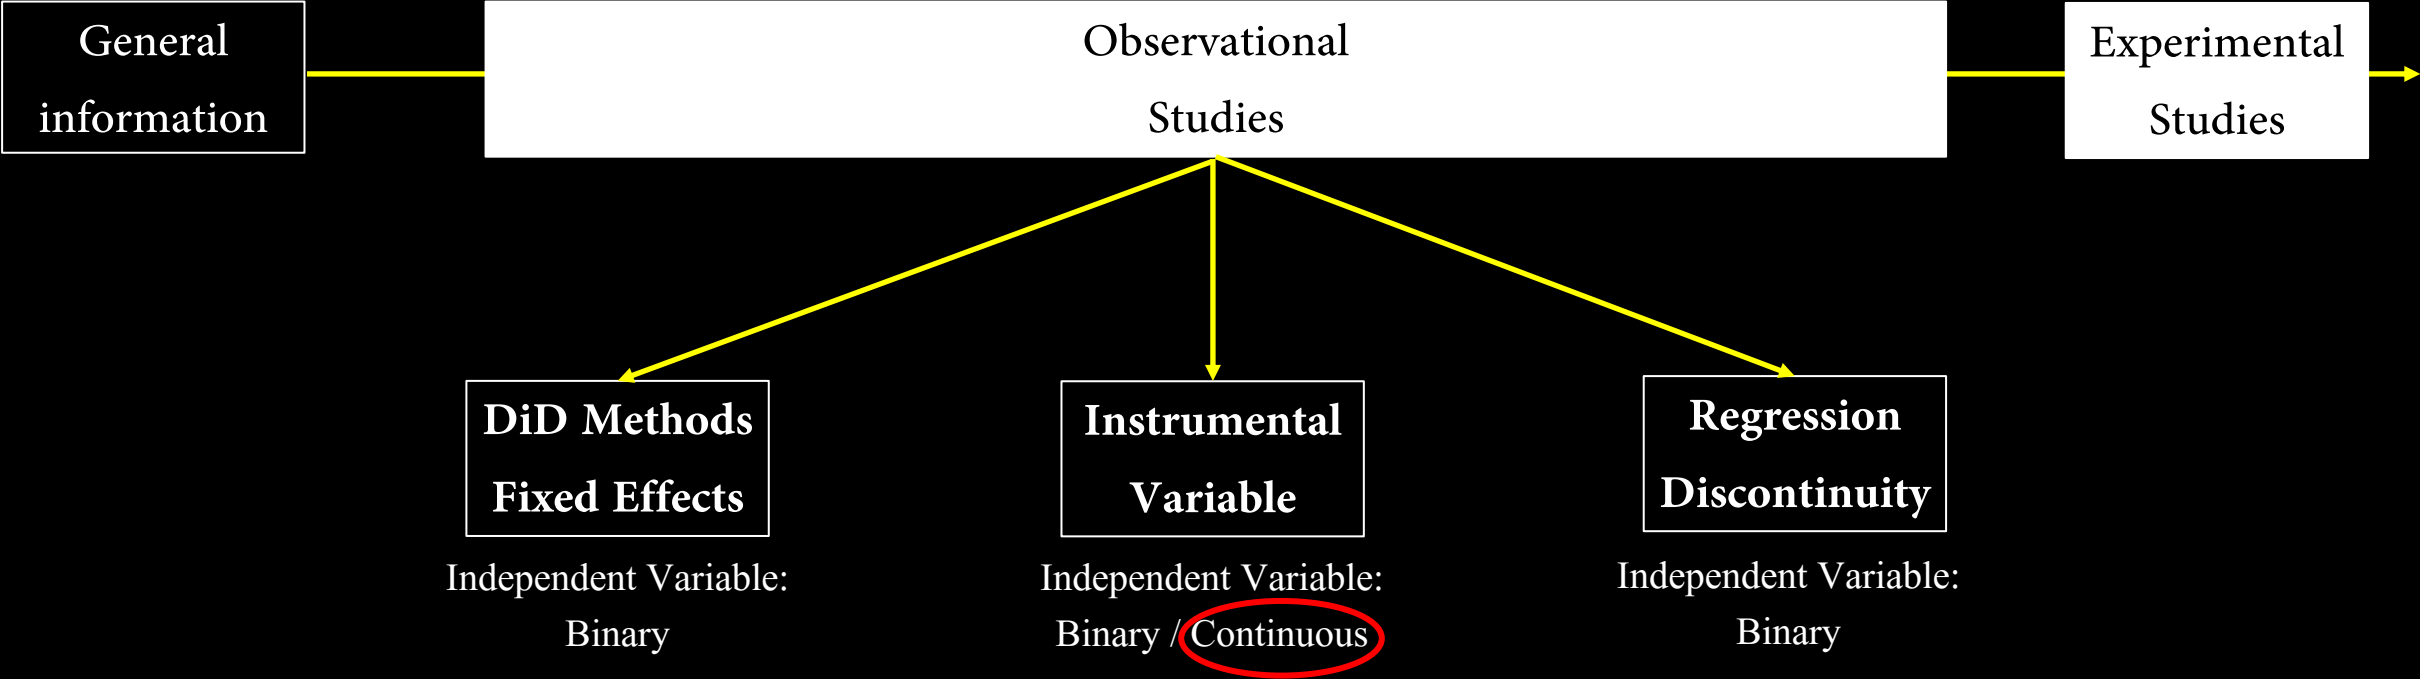 General
information
Observational
Studies
Experimental
Studies
DiD Methods
Fixed Effects
Independent Variable:
Binary
Instrumental
Variable
Independent Variable:
Binary / Continuous
Regression
Discontinuity
Independent Variable:
Binary